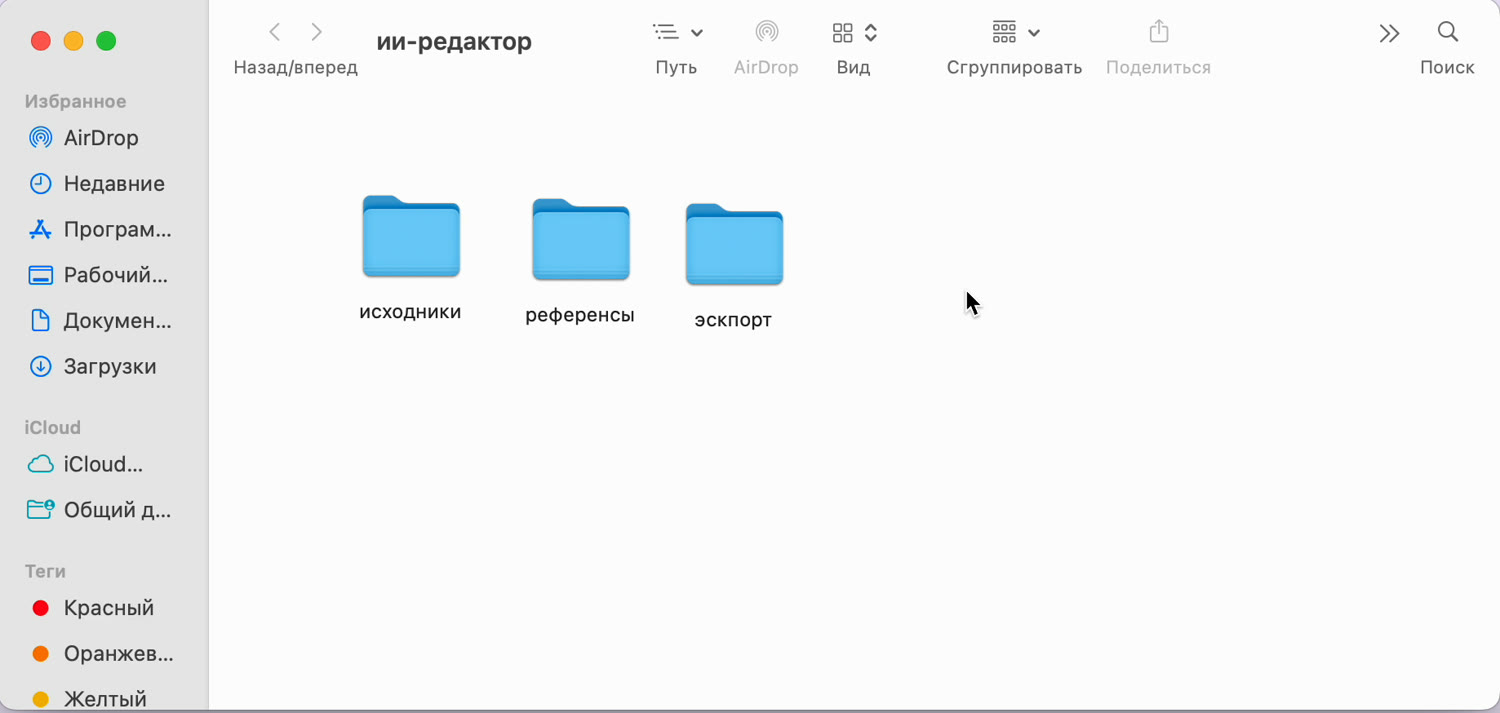 ии-редактор
Назад/вперед
Путь
AirDrop
Вид
Сгруппировать
Поделиться
Поиск
Избранное
AirDrop
Недавние
Програм...
Рабочий...
Докумен...
Загрузки
iCloud
iCloud...
Общий д...
Теги
Красный
Оранжев...
Желтый
исходники
референсы
эскпорт